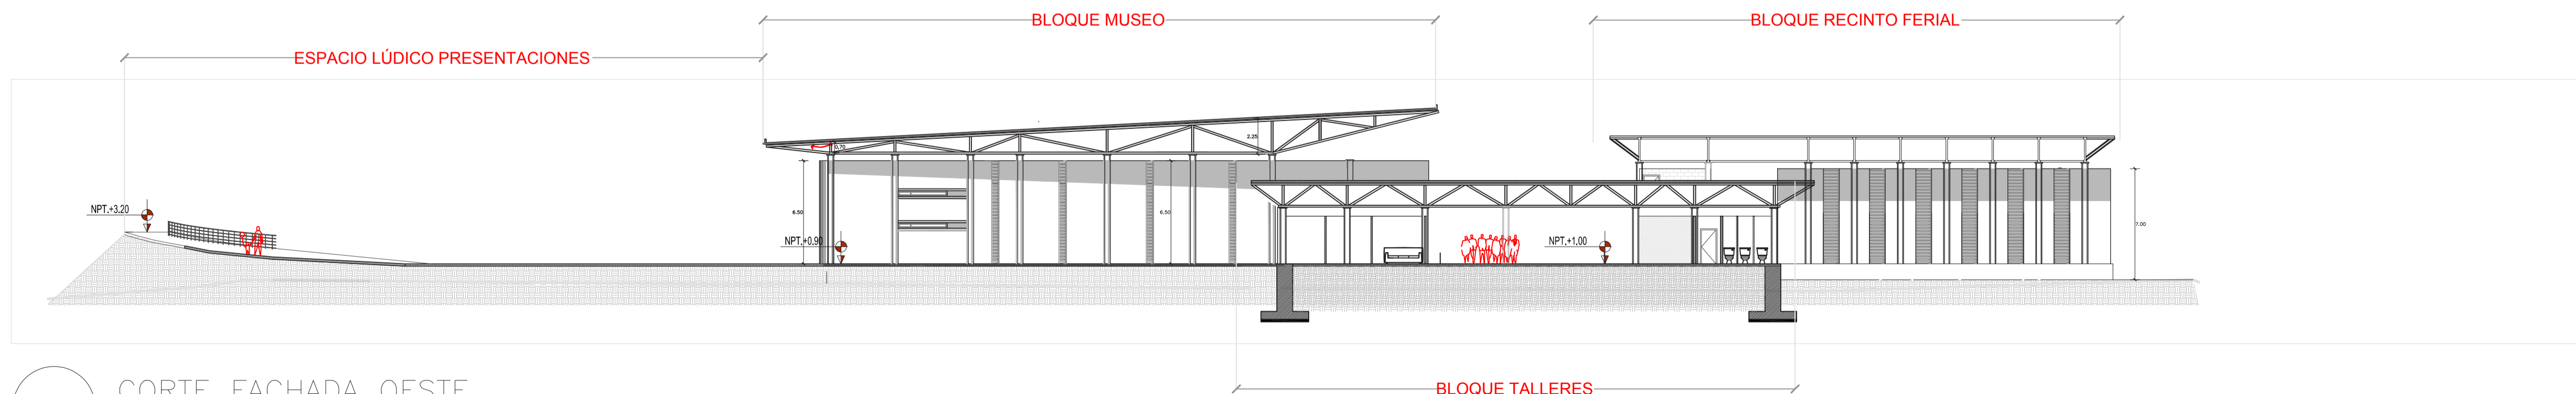 BLOQUE MUSEO
BLOQUE RECINTO FERIAL
ESPACIO LÚDICO PRESENTACIONES
2.25
0.70
NPT.+3.20
6.50
6.50
7.00
NPT.+0.90
NPT.+1.00
CORTE FACHADA OESTE
BLOQUE TALLERES